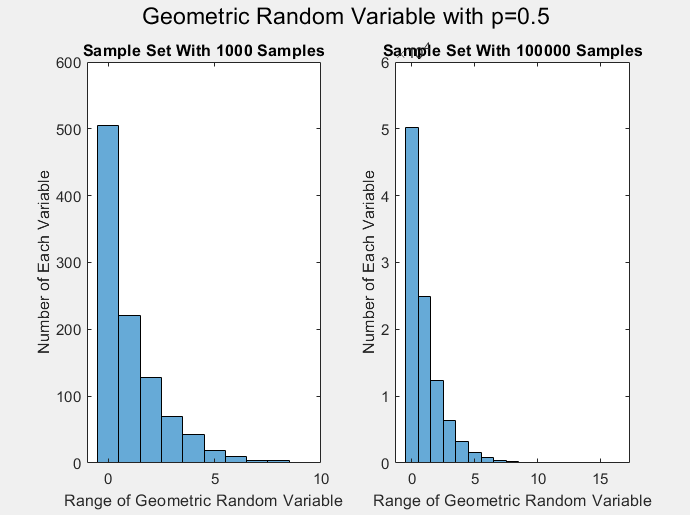 Geometric Random Variable with p=0.5
Sample Set With 1000 Samples
600
500
400
300
200
100
0
0 5 10
Number of Each Variable
Range of Geometric Random Variable
Sample Set With 100000 Samples
6
5
4
3
2
1
0
0 5 10 15
Number of Each Variable
Range of Geometric Random Variable